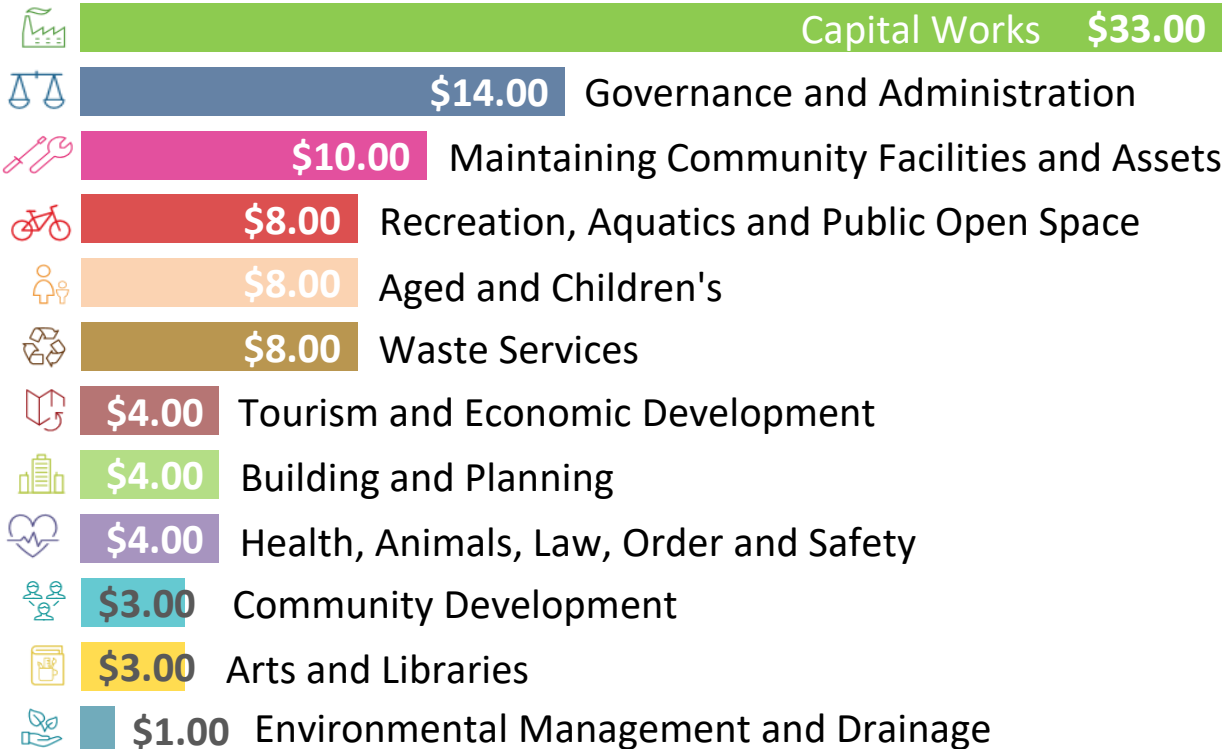 Capital Works $33.00
$14.00 Governance and Administration
$10.00 Maintaining Community Facilities and Assets
$8.00 Recreation, Aquatics and Public Open Space
$8.00 Aged and Children's
$8.00 Waste Services
$4.00 Tourism and Economic Development
$4.00 Building and Planning
$4.00 Health, Animals, Law, Order and Safety
$3.00 Community Development
$3.00 Arts and Libraries
$1.00 Environmental Management and Drainage